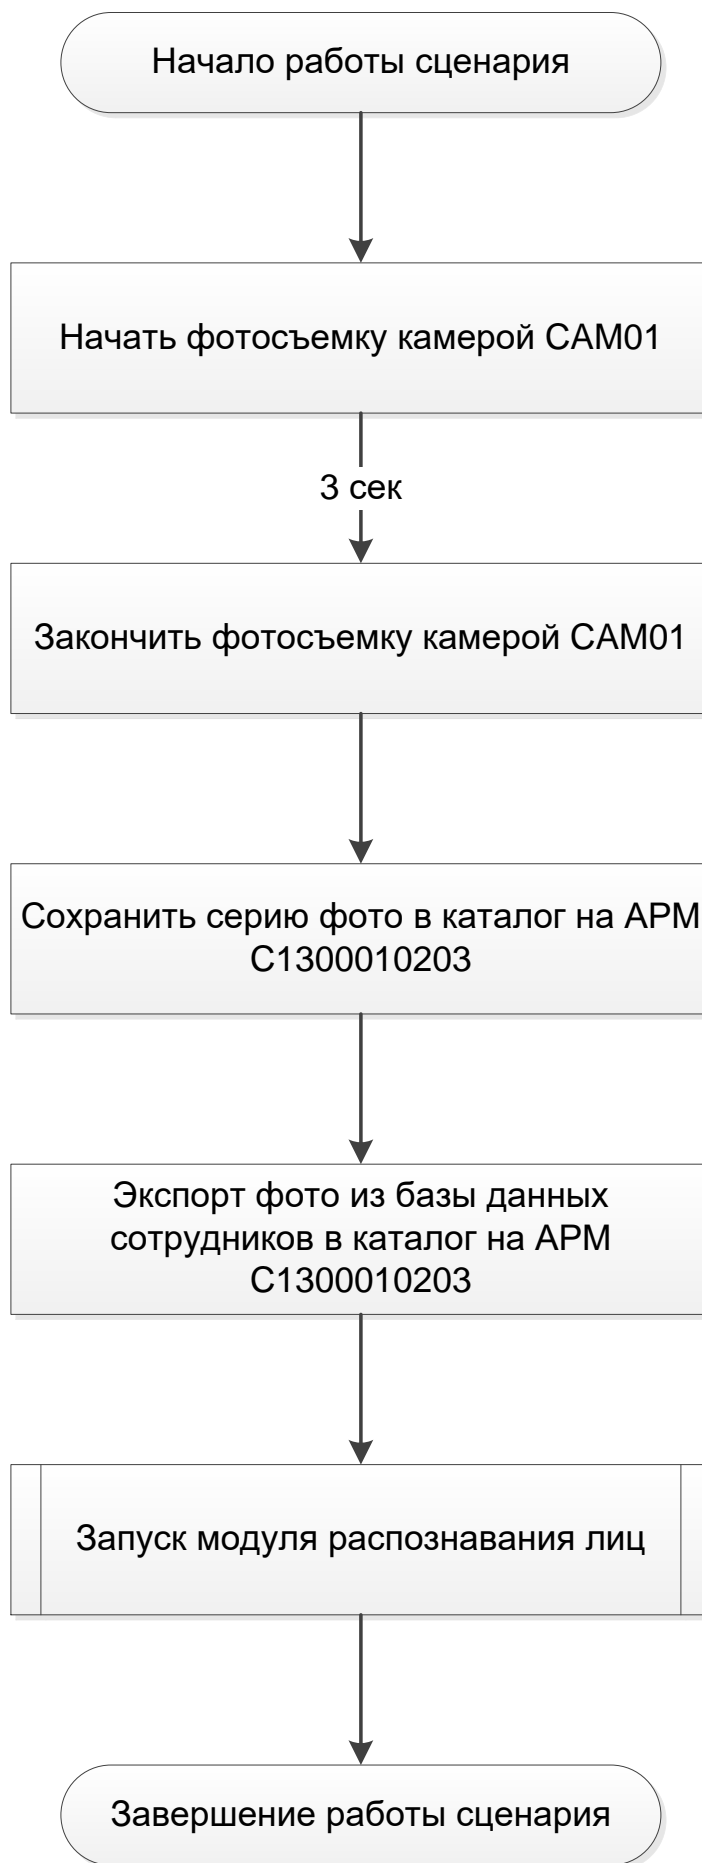 Начало работы сценария
Начать фотосъемку камерой CAM01
3 сек
Закончить фотосъемку камерой CAM01
Сохранить серию фото в каталог на АРМ
C1300010203
Экспорт фото из базы данных
сотрудников в каталог на АРМ
C1300010203
Запуск модуля распознавания лиц
Завершение работы сценария